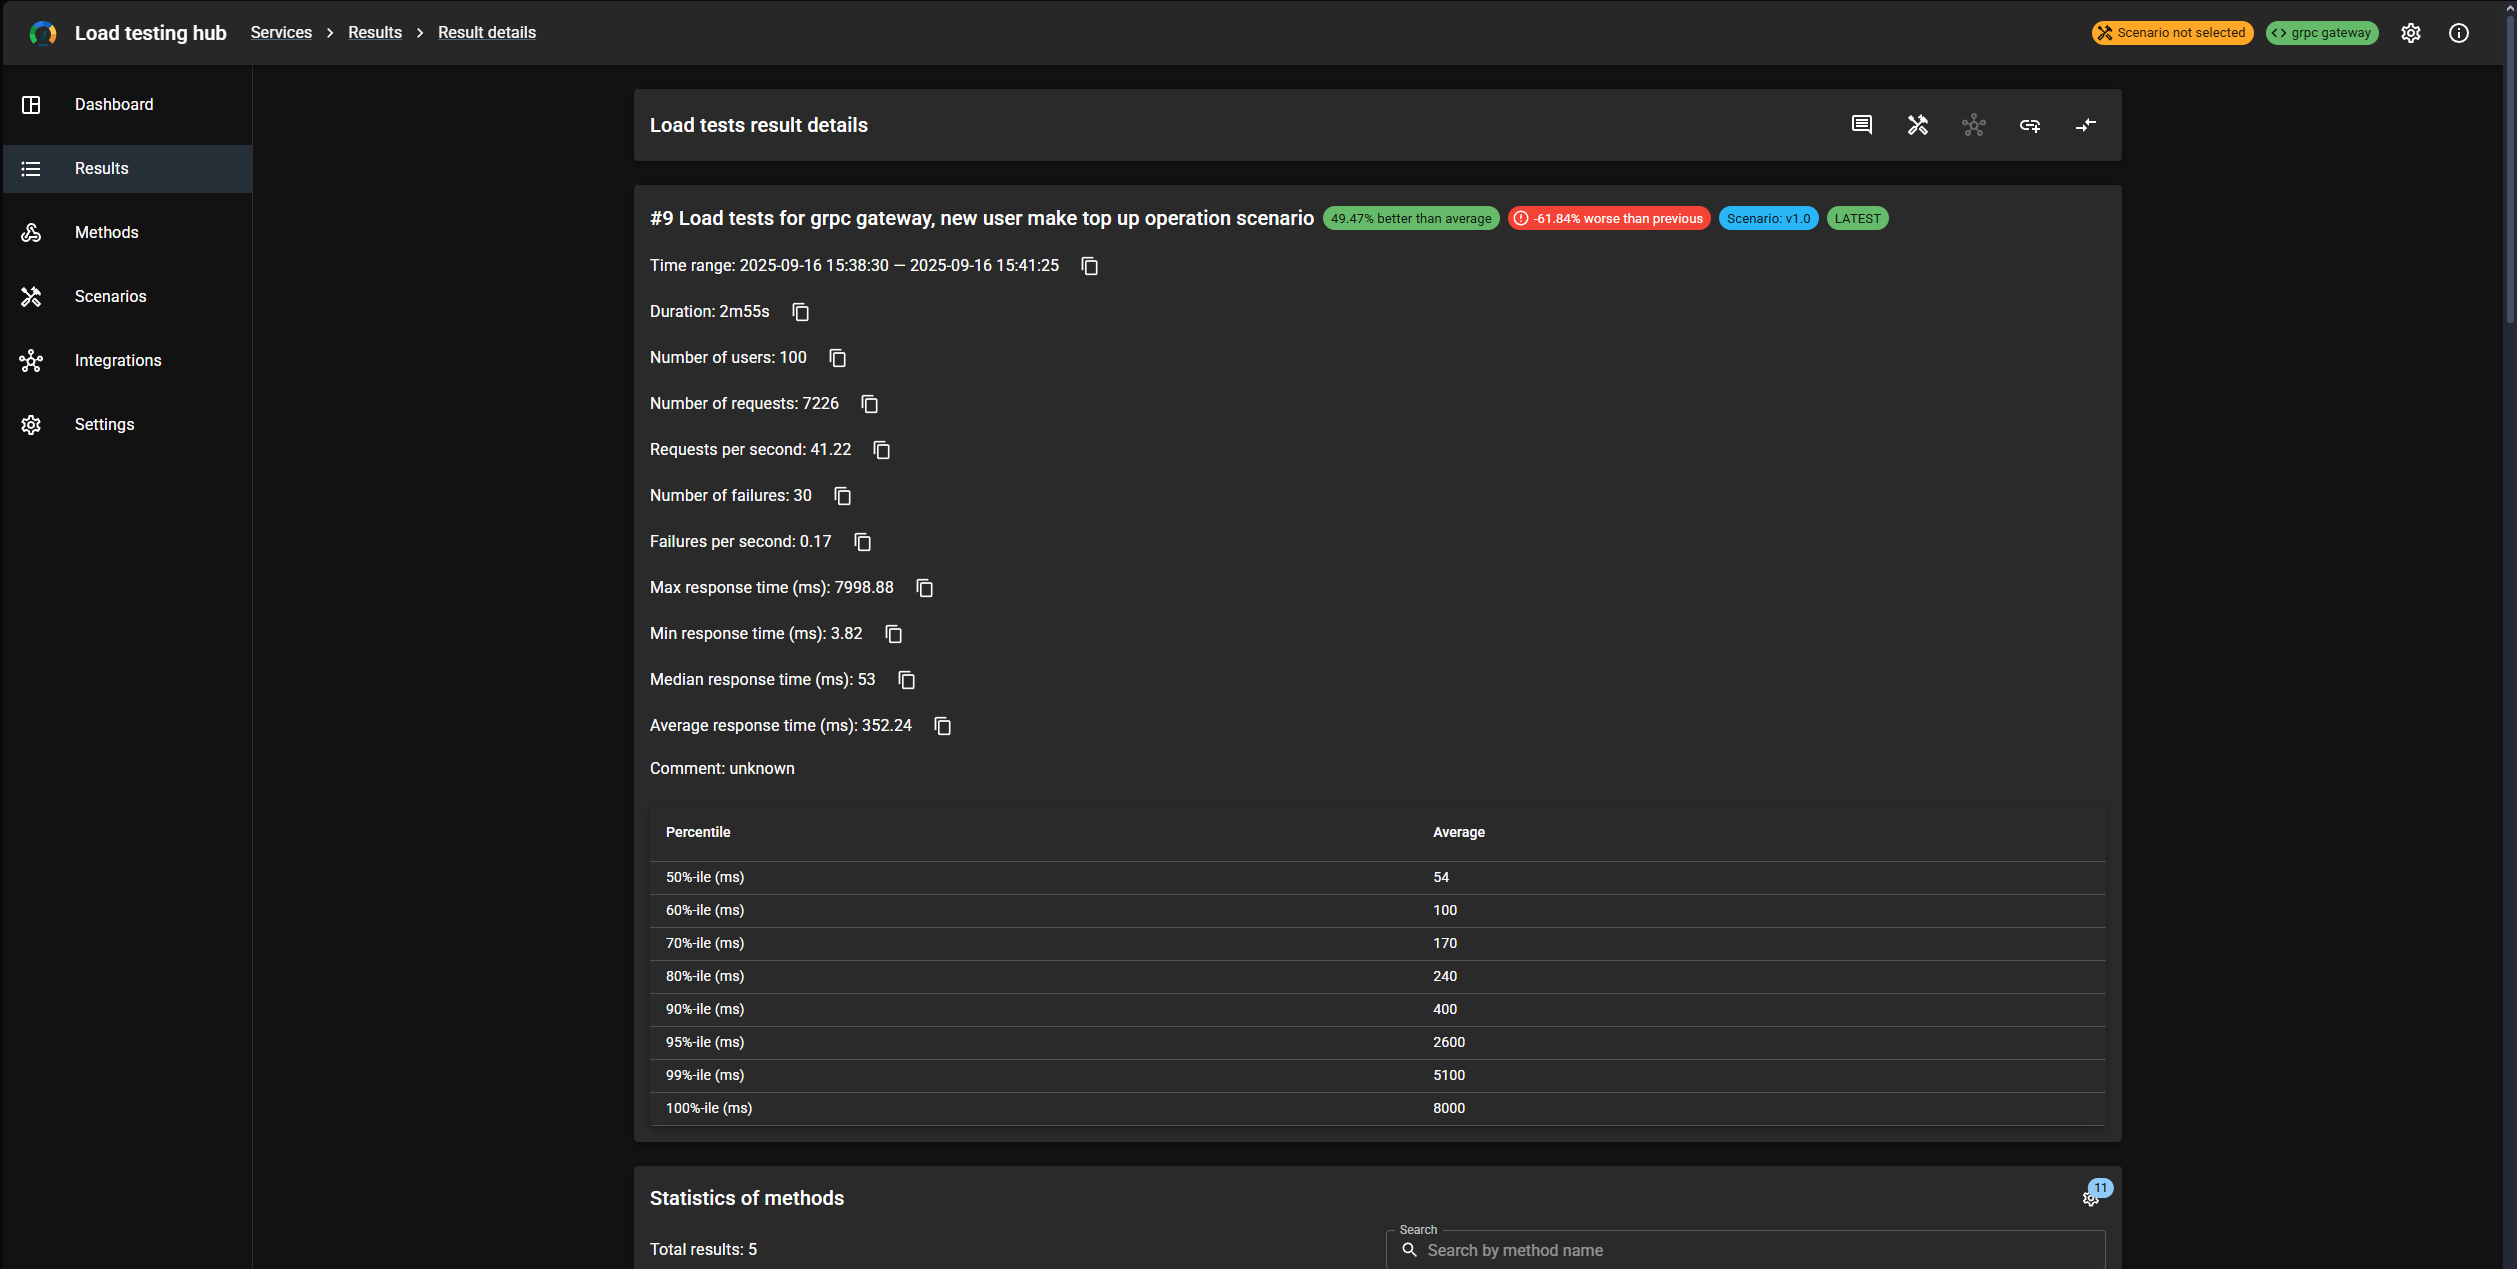 Load testing hub Services > Results > Result details Scenario not selected <> grpc gateway
Dashboard
Results
Methods
Scenarios
Integrations
Settings
Load tests result details
#9 Load tests for grpc gateway, new user make top up operation scenario 49.47% better than average -61.84% worse than previous Scenario: v1.0 LATEST
Time range: 2025-09-16 15:38:30 — 2025-09-16 15:41:25
Duration: 2m55s
Number of users: 100
Number of requests: 7226
Requests per second: 41.22
Number of failures: 30
Failures per second: 0.17
Max response time (ms): 7998.88
Min response time (ms): 3.82
Median response time (ms): 53
Average response time (ms): 352.24
Comment: unknown
Percentile Average
50%-ile (ms) 54
60%-ile (ms) 100
70%-ile (ms) 170
80%-ile (ms) 240
90%-ile (ms) 400
95%-ile (ms) 2600
99%-ile (ms) 5100
100%-ile (ms) 8000
Statistics of methods 11
Total results: 5
Search
Search by method name